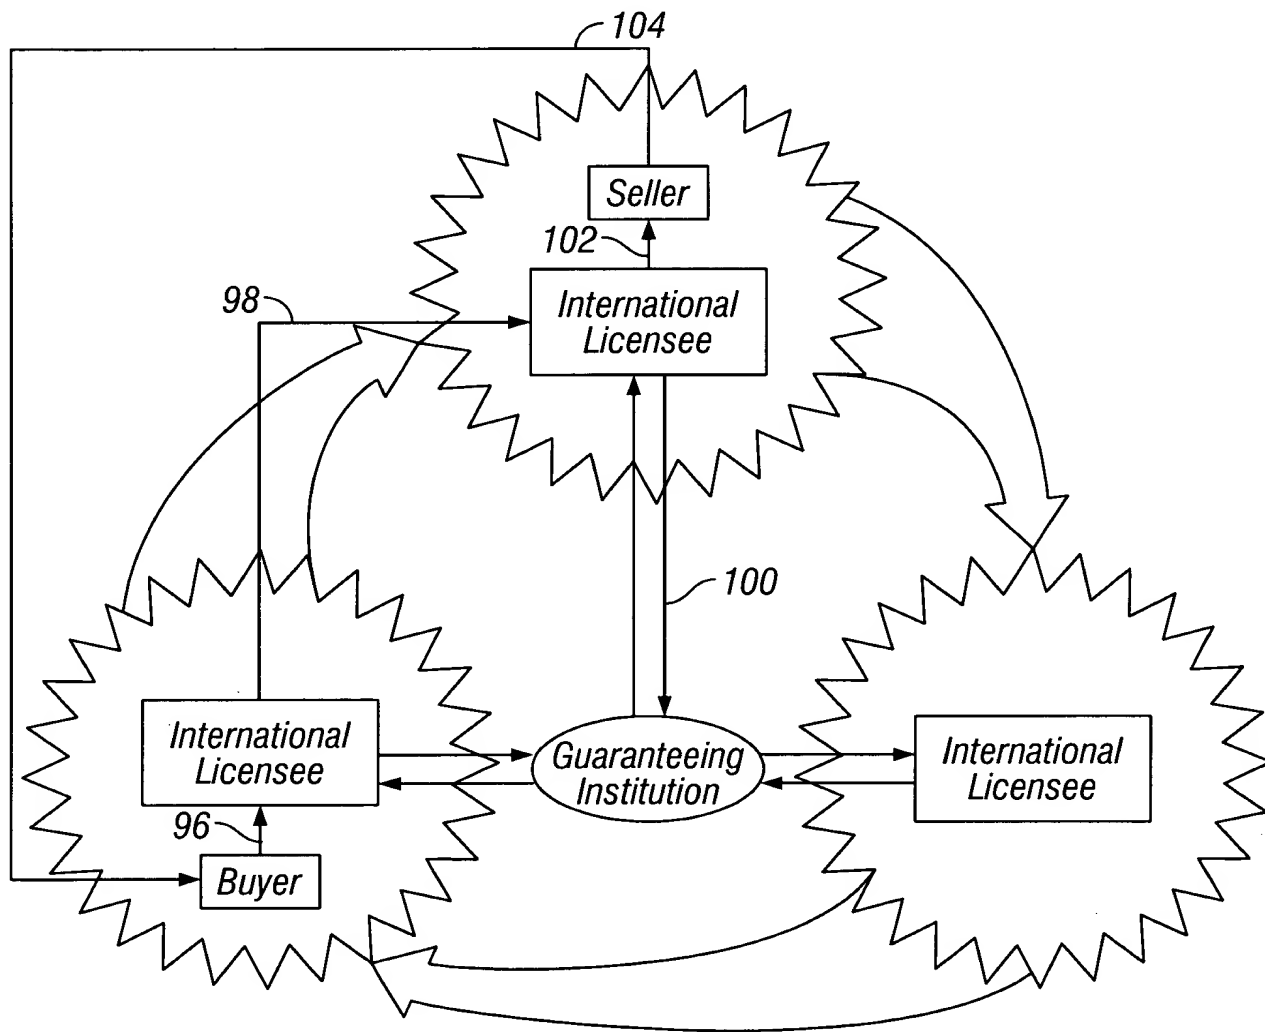 104
Seller
102
98
International
Licensee
100
International
Licensee
Guaranteeing
Institution
International
Licensee
96
Buyer